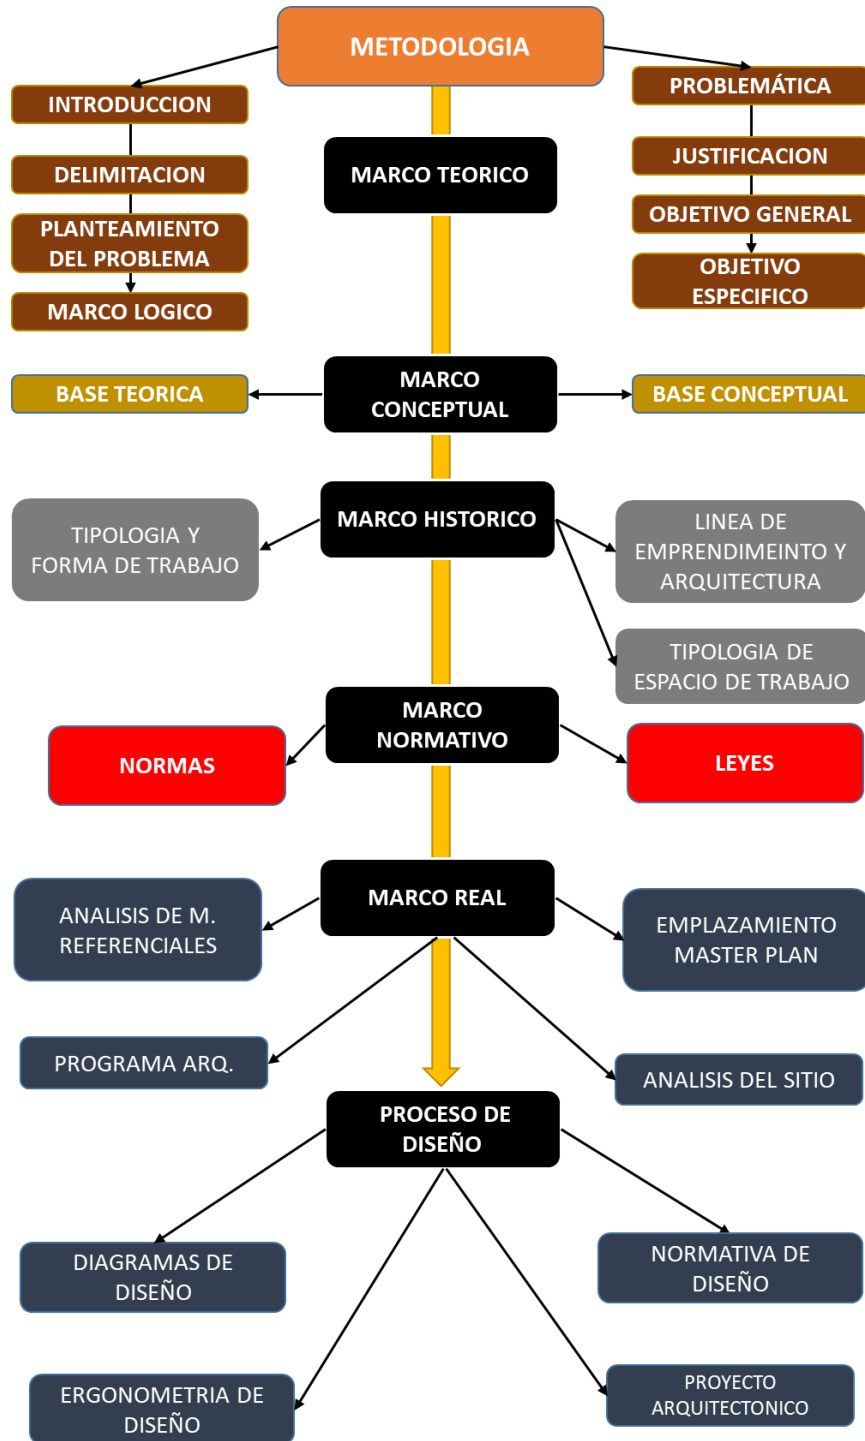 METODOLOGIA
INTRODUCCION
DELIMITACION
PLANTEAMIENTO
DEL PROBLEMA
MARCO LOGICO
PROBLEMÁTICA
JUSTIFICACION
OBJETIVO GENERAL
OBJETIVO
ESPECIFICO
MARCO TEORICO
MARCO
CONCEPTUAL
BASE TEORICA
BASE CONCEPTUAL
MARCO HISTORICO
TIPOLOGIA Y
FORMA DE TRABAJO
LINEA DE
EMPRENDIMEINTO Y
ARQUITECTURA
TIPOLOGIA DE
ESPACIO DE TRABAJO
MARCO
NORMATIVO
NORMAS
LEYES
MARCO REAL
ANALISIS DE M.
REFERENCIALES
EMPLAZAMIENTO
MASTER PLAN
PROGRAMA ARQ.
ANALISIS DEL SITIO
PROCESO DE
DISEÑO
DIAGRAMAS DE
DISEÑO
NORMATIVA DE
DISEÑO
ERGONOMETRIA DE
DISEÑO
PROYECTO
ARQUITECTONICO